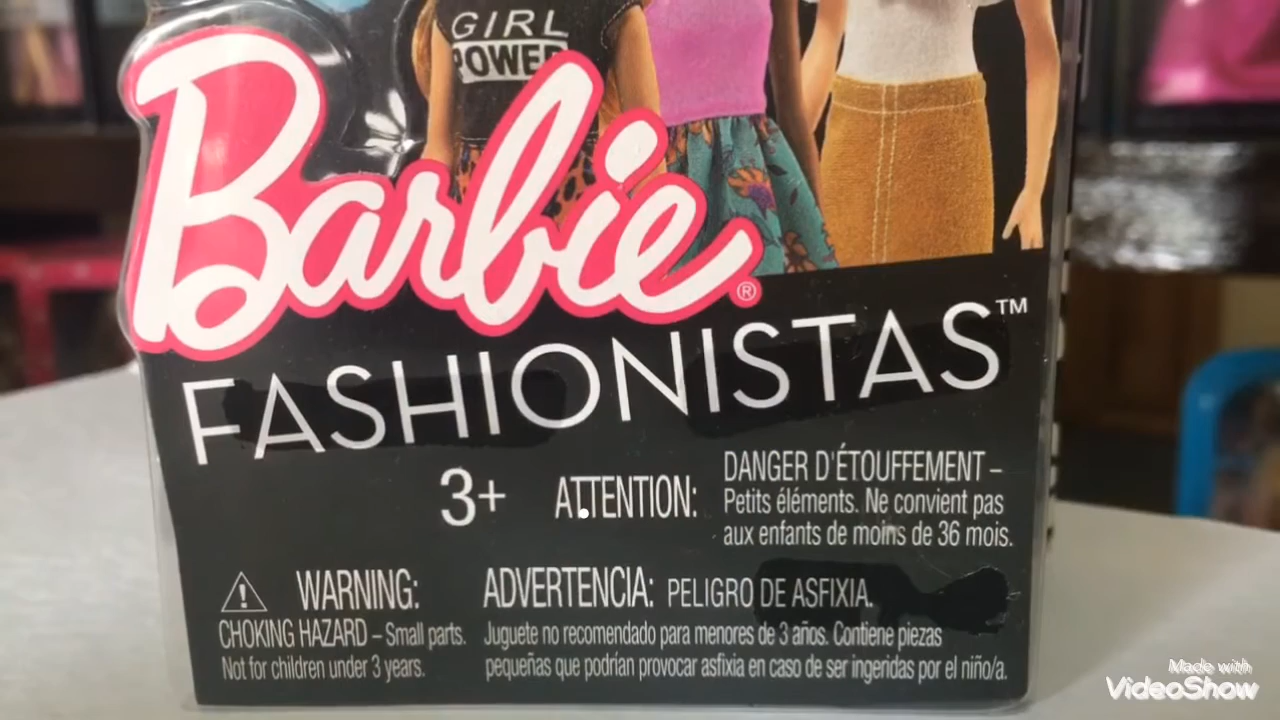 GIRL
POWER
Barbie®
FASHIONISTAS™
3+
ATTENTION:
DANGER D'ÉTOUFFEMENT –
Petits éléments. Ne convient pas
aux enfants de moins de 36 mois.
WARNING:
CHOKING HAZARD – Small parts.
Not for children under 3 years.
ADVERTENCIA: PELIGRO DE ASFIXIA.
Juguete no recomendado para menores de 3 años. Contiene piezas
pequeñas que podrían provocar asfixia en caso de ser ingeridas por el niño/a.
Made with
VideoShow